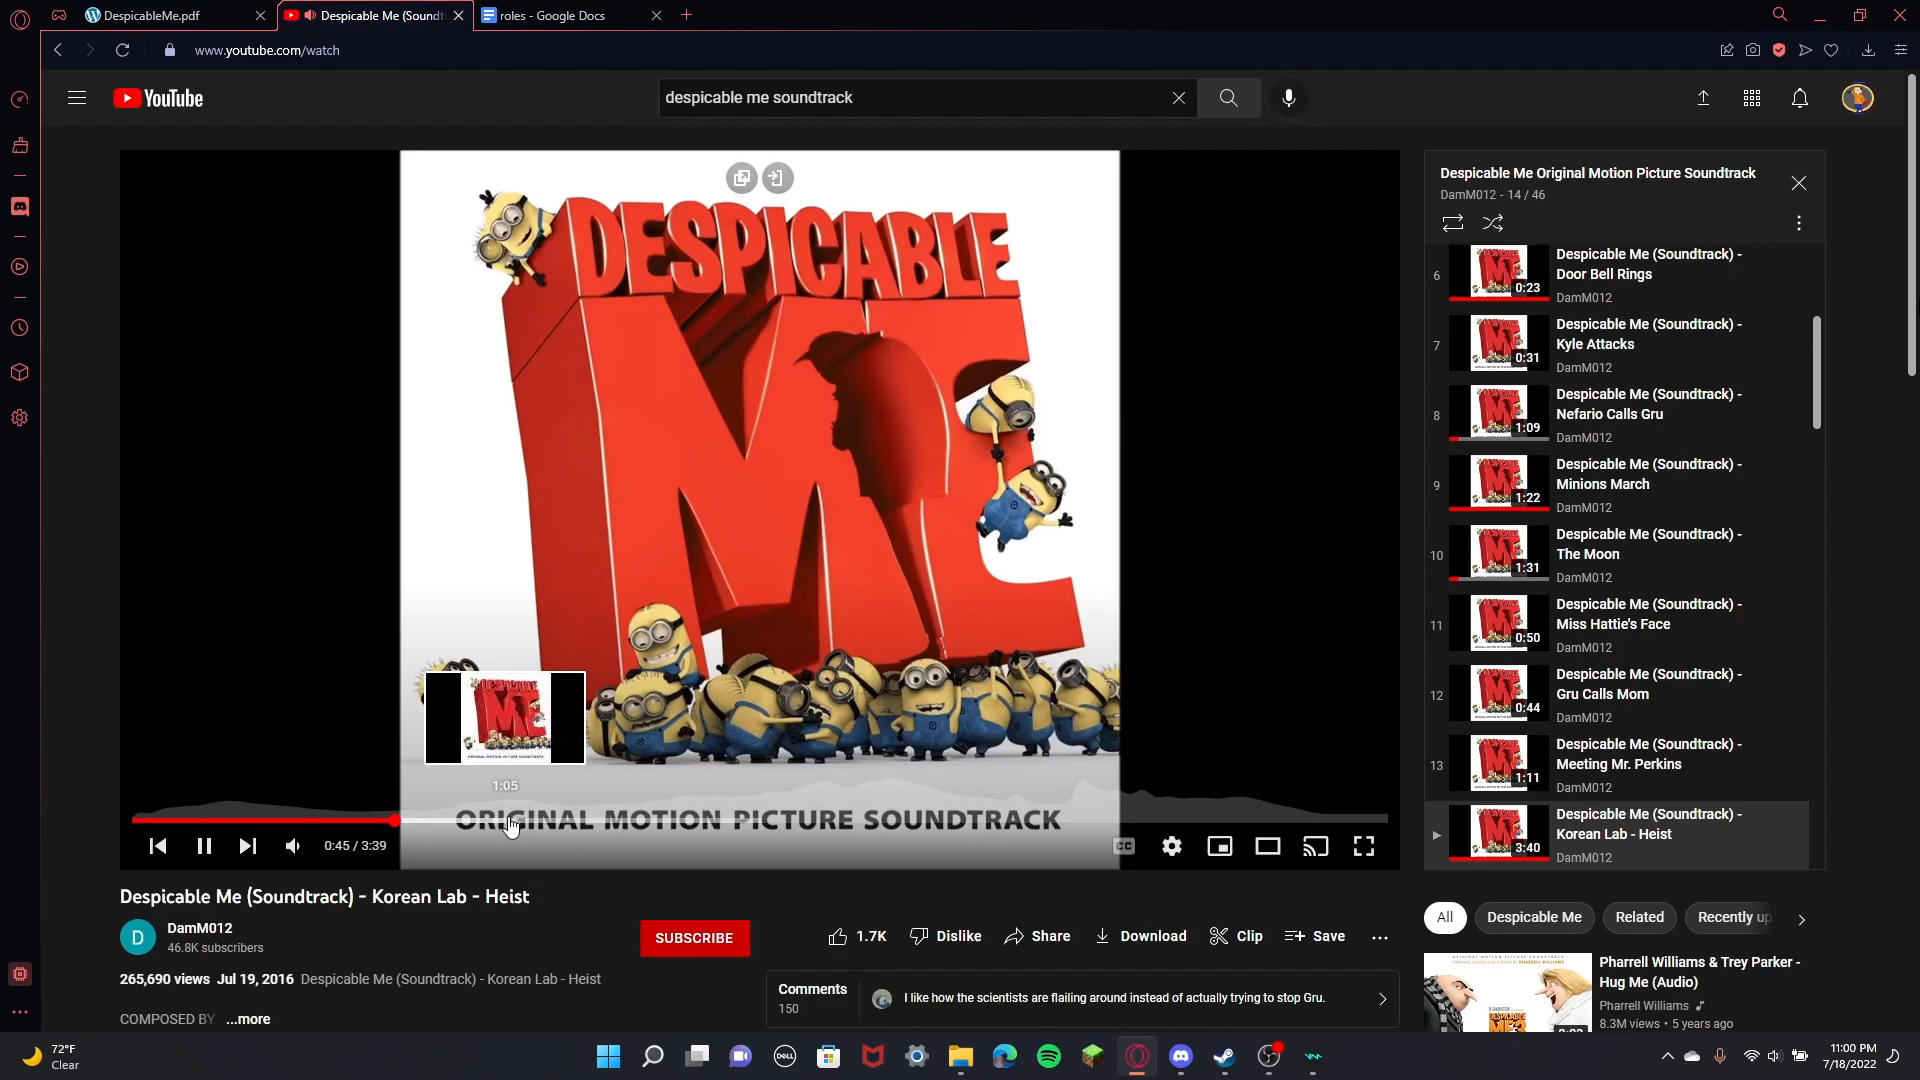 DespicableMe.pdf
Despicable Me (Sound
roles - Google Docs
www.youtube.com/watch
YouTube
despicable me soundtrack
DESPICABLE
ME
1:05
ORIGINAL MOTION PICTURE SOUNDTRACK
0:45 / 3:39
CC
Despicable Me (Soundtrack) - Korean Lab - Heist
D
DamM012
46.8K subscribers
SUBSCRIBE
1.7K
Dislike
Share
Download
Clip
Save
265,690 views Jul 19, 2016 Despicable Me (Soundtrack) - Korean Lab - Heist
COMPOSED BY ...more
Comments
150
I like how the scientists are flailing around instead of actually trying to stop Gru.
Despicable Me Original Motion Picture Soundtrack
DamM012 - 14 / 46
6
0:23
Despicable Me (Soundtrack) -
Door Bell Rings
DamM012
7
0:31
Despicable Me (Soundtrack) -
Kyle Attacks
DamM012
8
1:09
Despicable Me (Soundtrack) -
Nefario Calls Gru
DamM012
9
1:22
Despicable Me (Soundtrack) -
Minions March
DamM012
10
1:31
Despicable Me (Soundtrack) -
The Moon
DamM012
11
0:50
Despicable Me (Soundtrack) -
Miss Hattie's Face
DamM012
12
0:44
Despicable Me (Soundtrack) -
Gru Calls Mom
DamM012
13
1:11
Despicable Me (Soundtrack) -
Meeting Mr. Perkins
DamM012
3:40
Despicable Me (Soundtrack) -
Korean Lab - Heist
DamM012
All
Despicable Me
Related
Recently up
Pharrell Williams & Trey Parker -
Hug Me (Audio)
Pharrell Williams
8.3M views • 5 years ago
72°F
Clear
DELL
11:00 PM
7/18/2022